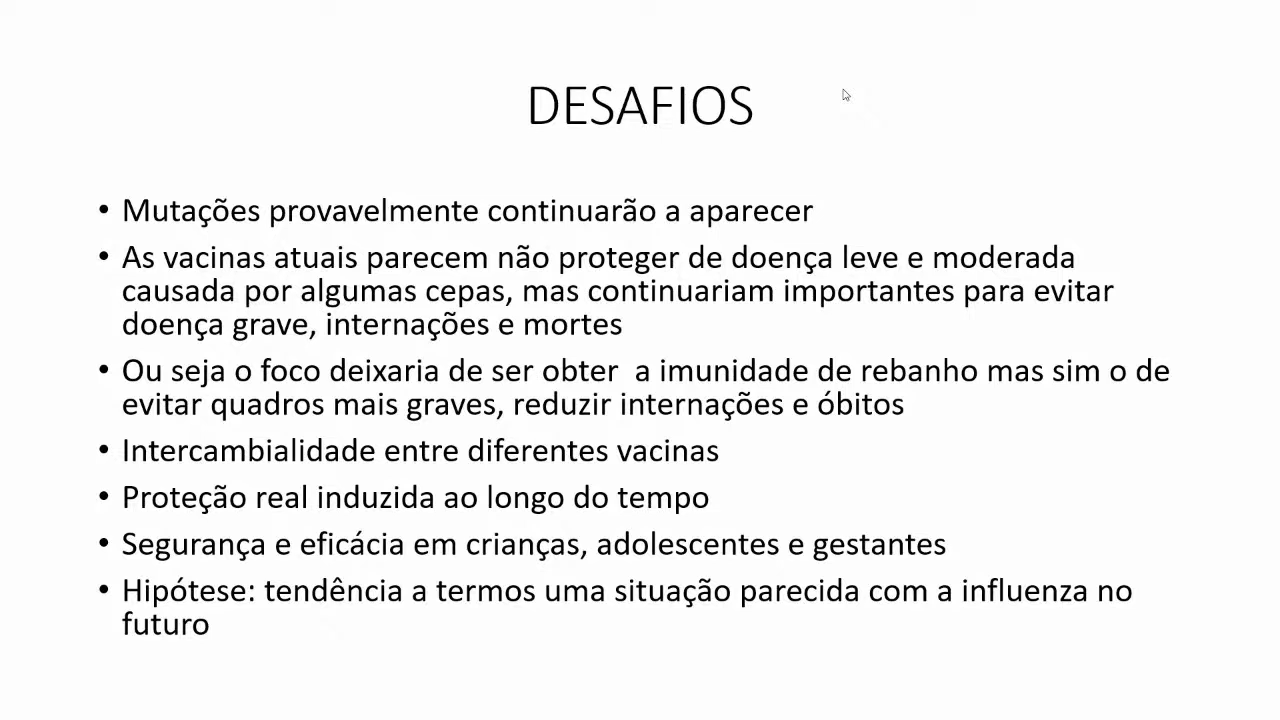 DESAFIOS
• Mutações provavelmente continuarão a aparecer
• As vacinas atuais parecem não proteger de doença leve e moderada
causada por algumas cepas, mas continuariam importantes para evitar
doença grave, internações e mortes
• Ou seja o foco deixaria de ser obter  a imunidade de rebanho mas sim o de
evitar quadros mais graves, reduzir internações e óbitos
• Intercambialidade entre diferentes vacinas
• Proteção real induzida ao longo do tempo
• Segurança e eficácia em crianças, adolescentes e gestantes
• Hipótese: tendência a termos uma situação parecida com a influenza no
futuro